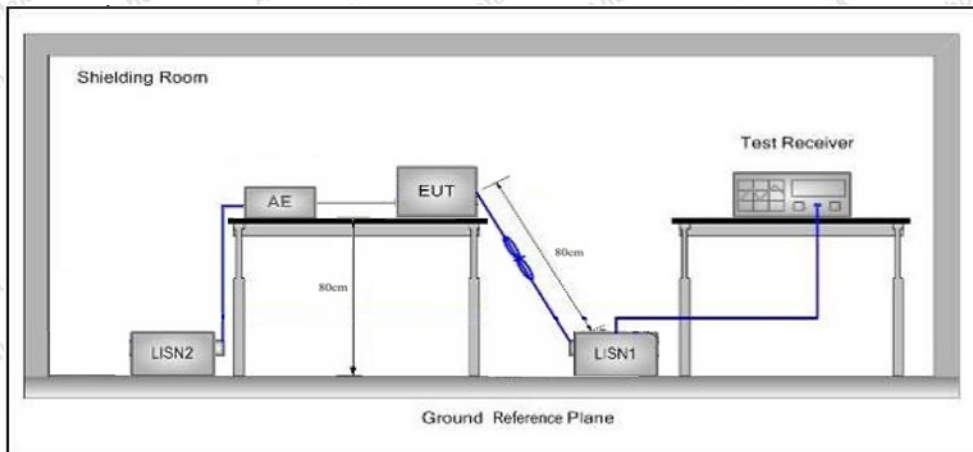 Shielding Room
Test Receiver
AE
EUT
80cm
80cm
LISN2
LISN1
Ground Reference Plane